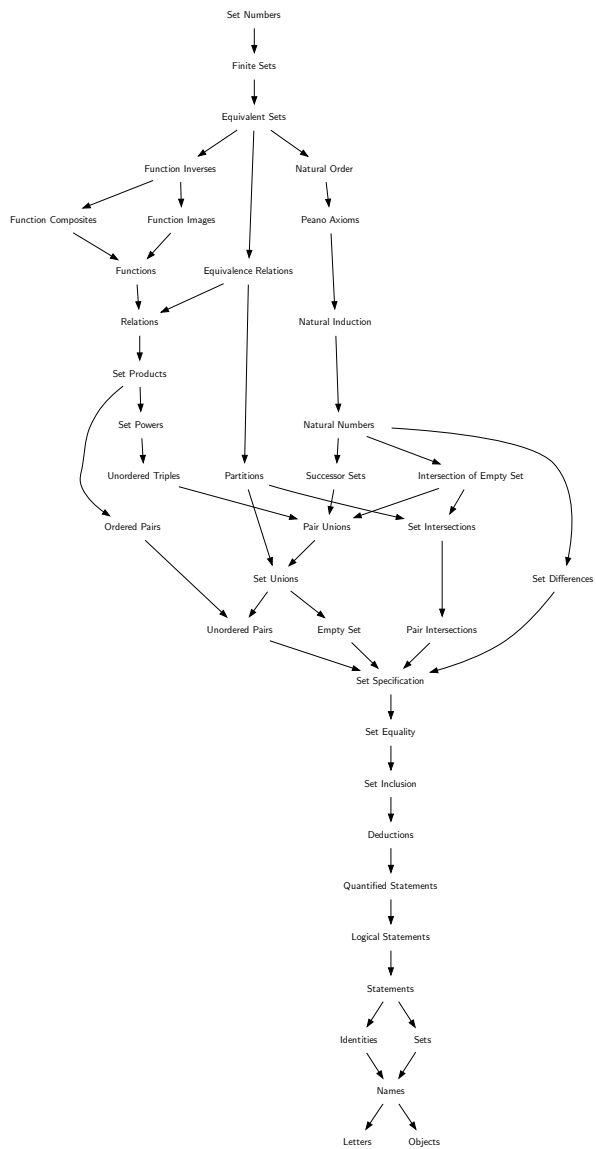 Set Numbers
Finite Sets
Equivalent Sets
Function Inverses
Natural Order
Function Composites
Function Images
Peano Axioms
Functions
Equivalence Relations
Relations
Natural Induction
Set Products
Set Powers
Natural Numbers
Unordered Triples
Partitions
Successor Sets
Intersection of Empty Set
Ordered Pairs
Pair Unions
Set Intersections
Set Unions
Set Differences
Unordered Pairs
Empty Set
Pair Intersections
Set Specification
Set Equality
Set Inclusion
Deductions
Quantified Statements
Logical Statements
Statements
Identities
Sets
Names
Letters
Objects